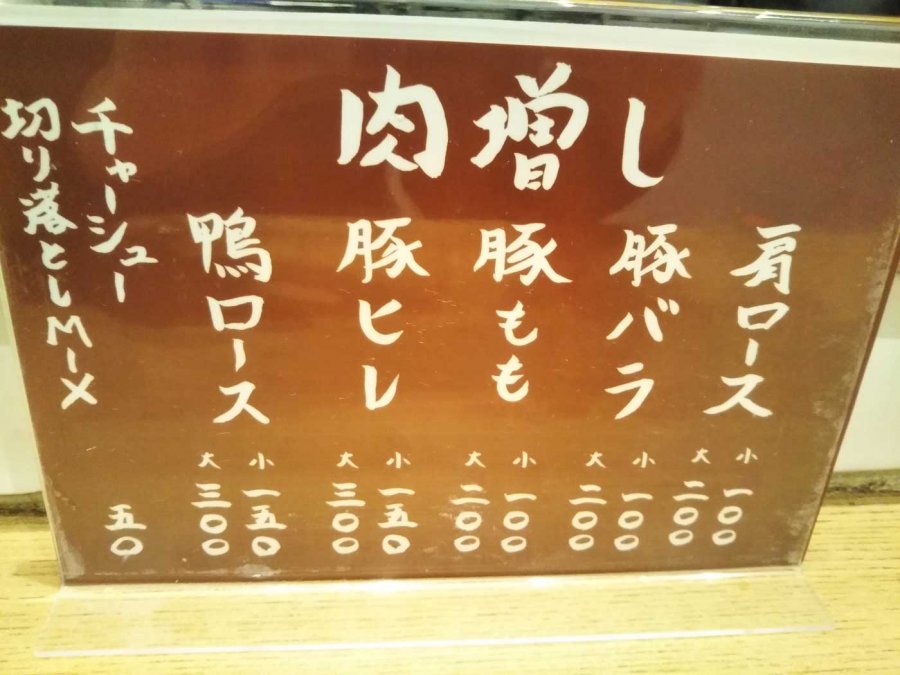 肉増し
肩ロース
小 一〇〇
大 二〇〇
豚バラ
小 一〇〇
大 二〇〇
豚もも
小 一〇〇
大 二〇〇
豚ヒレ
小 一五〇
大 三〇〇
鴨ロース
小 一五〇
大 三〇〇
チャーシュー
切り落としMーX
五〇